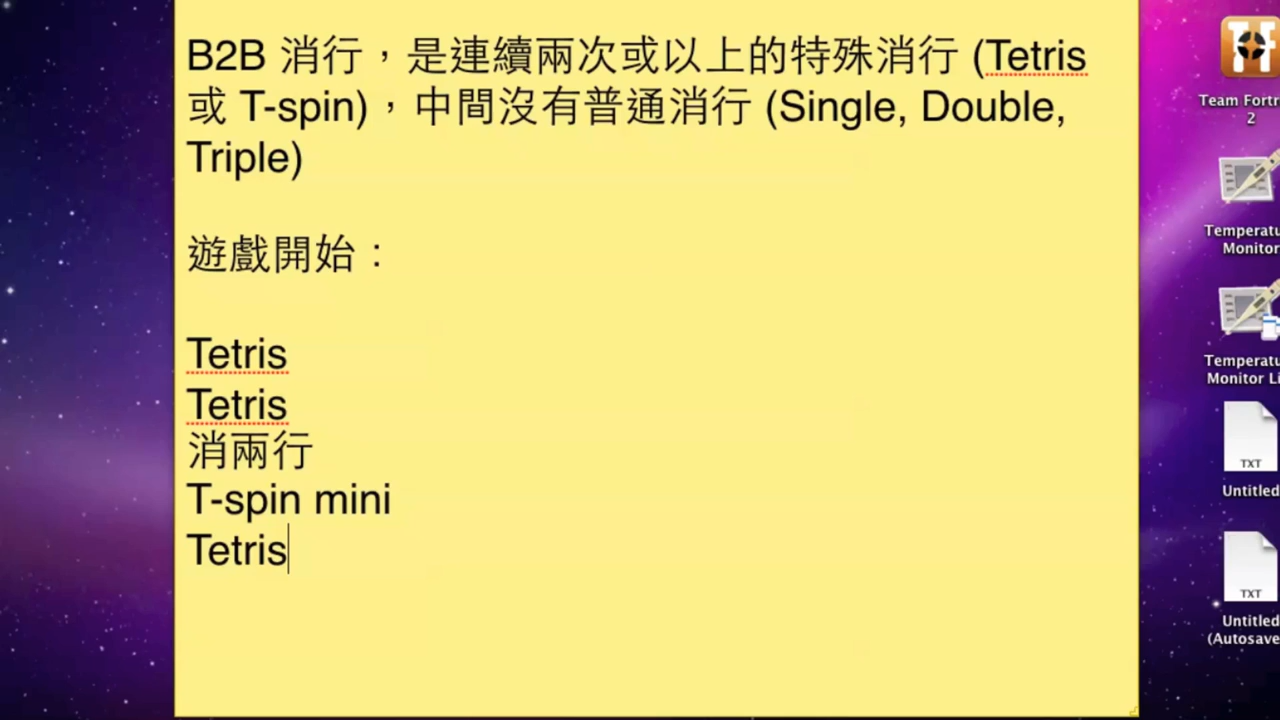 B2B 消行，是連續兩次或以上的特殊消行 (Tetris
或 T-spin)，中間沒有普通消行 (Single, Double,
Triple)
遊戲開始：
Tetris
Tetris
消兩行
T-spin mini
Tetris
Team Fortr
2
Temperatu
Monitor
Temperatu
Monitor Li
TXT
Untitled
TXT
Untitled
(Autosave